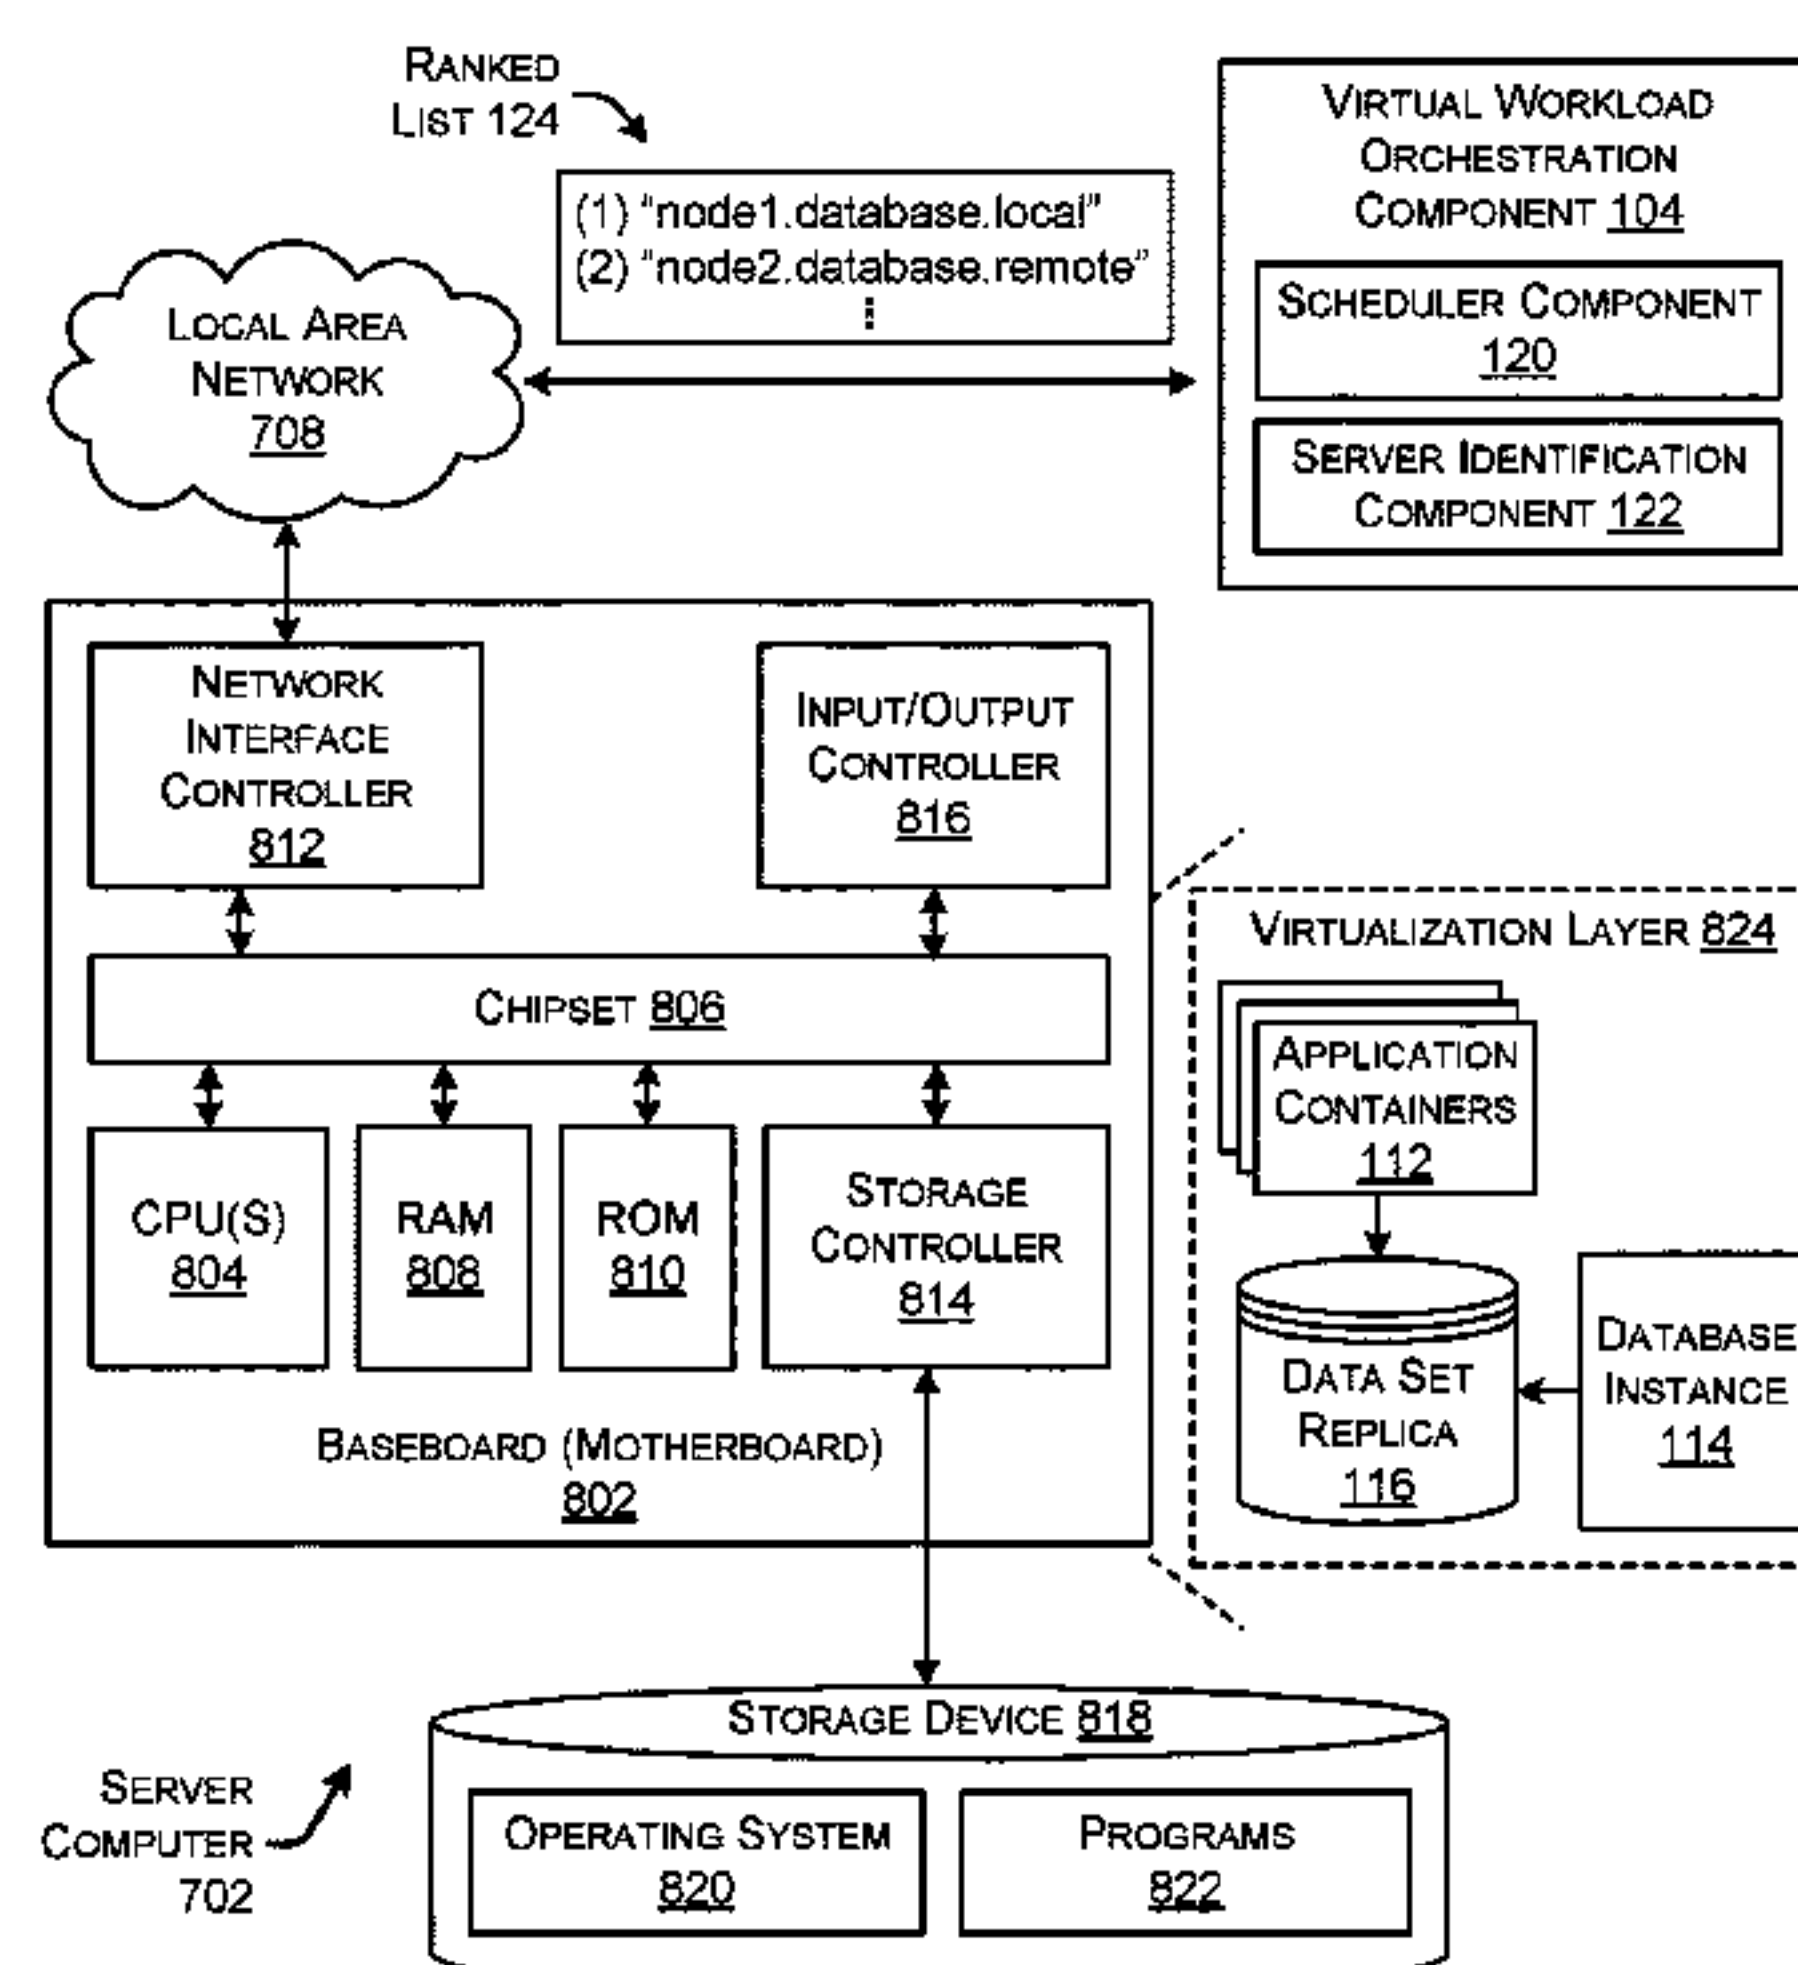 RANKED
LIST 124
(1) “node1.database.local”
(2) “node2.database.remote”
VIRTUAL WORKLOAD
ORCHESTRATION
COMPONENT 104
SCHEDULER COMPONENT
120
SERVER IDENTIFICATION
COMPONENT 122
LOCAL AREA
NETWORK
708
NETWORK
INTERFACE
CONTROLLER
812
INPUT/OUTPUT
CONTROLLER
816
CHIPSET 806
CPU(S)
804
RAM
808
ROM
810
STORAGE
CONTROLLER
814
BASEBOARD (MOTHERBOARD)
802
VIRTUALIZATION LAYER 824
APPLICATION
CONTAINERS
112
DATA SET
REPLICA
116
DATABASE
INSTANCE
114
STORAGE DEVICE 818
OPERATING SYSTEM
820
PROGRAMS
822
SERVER
COMPUTER
702